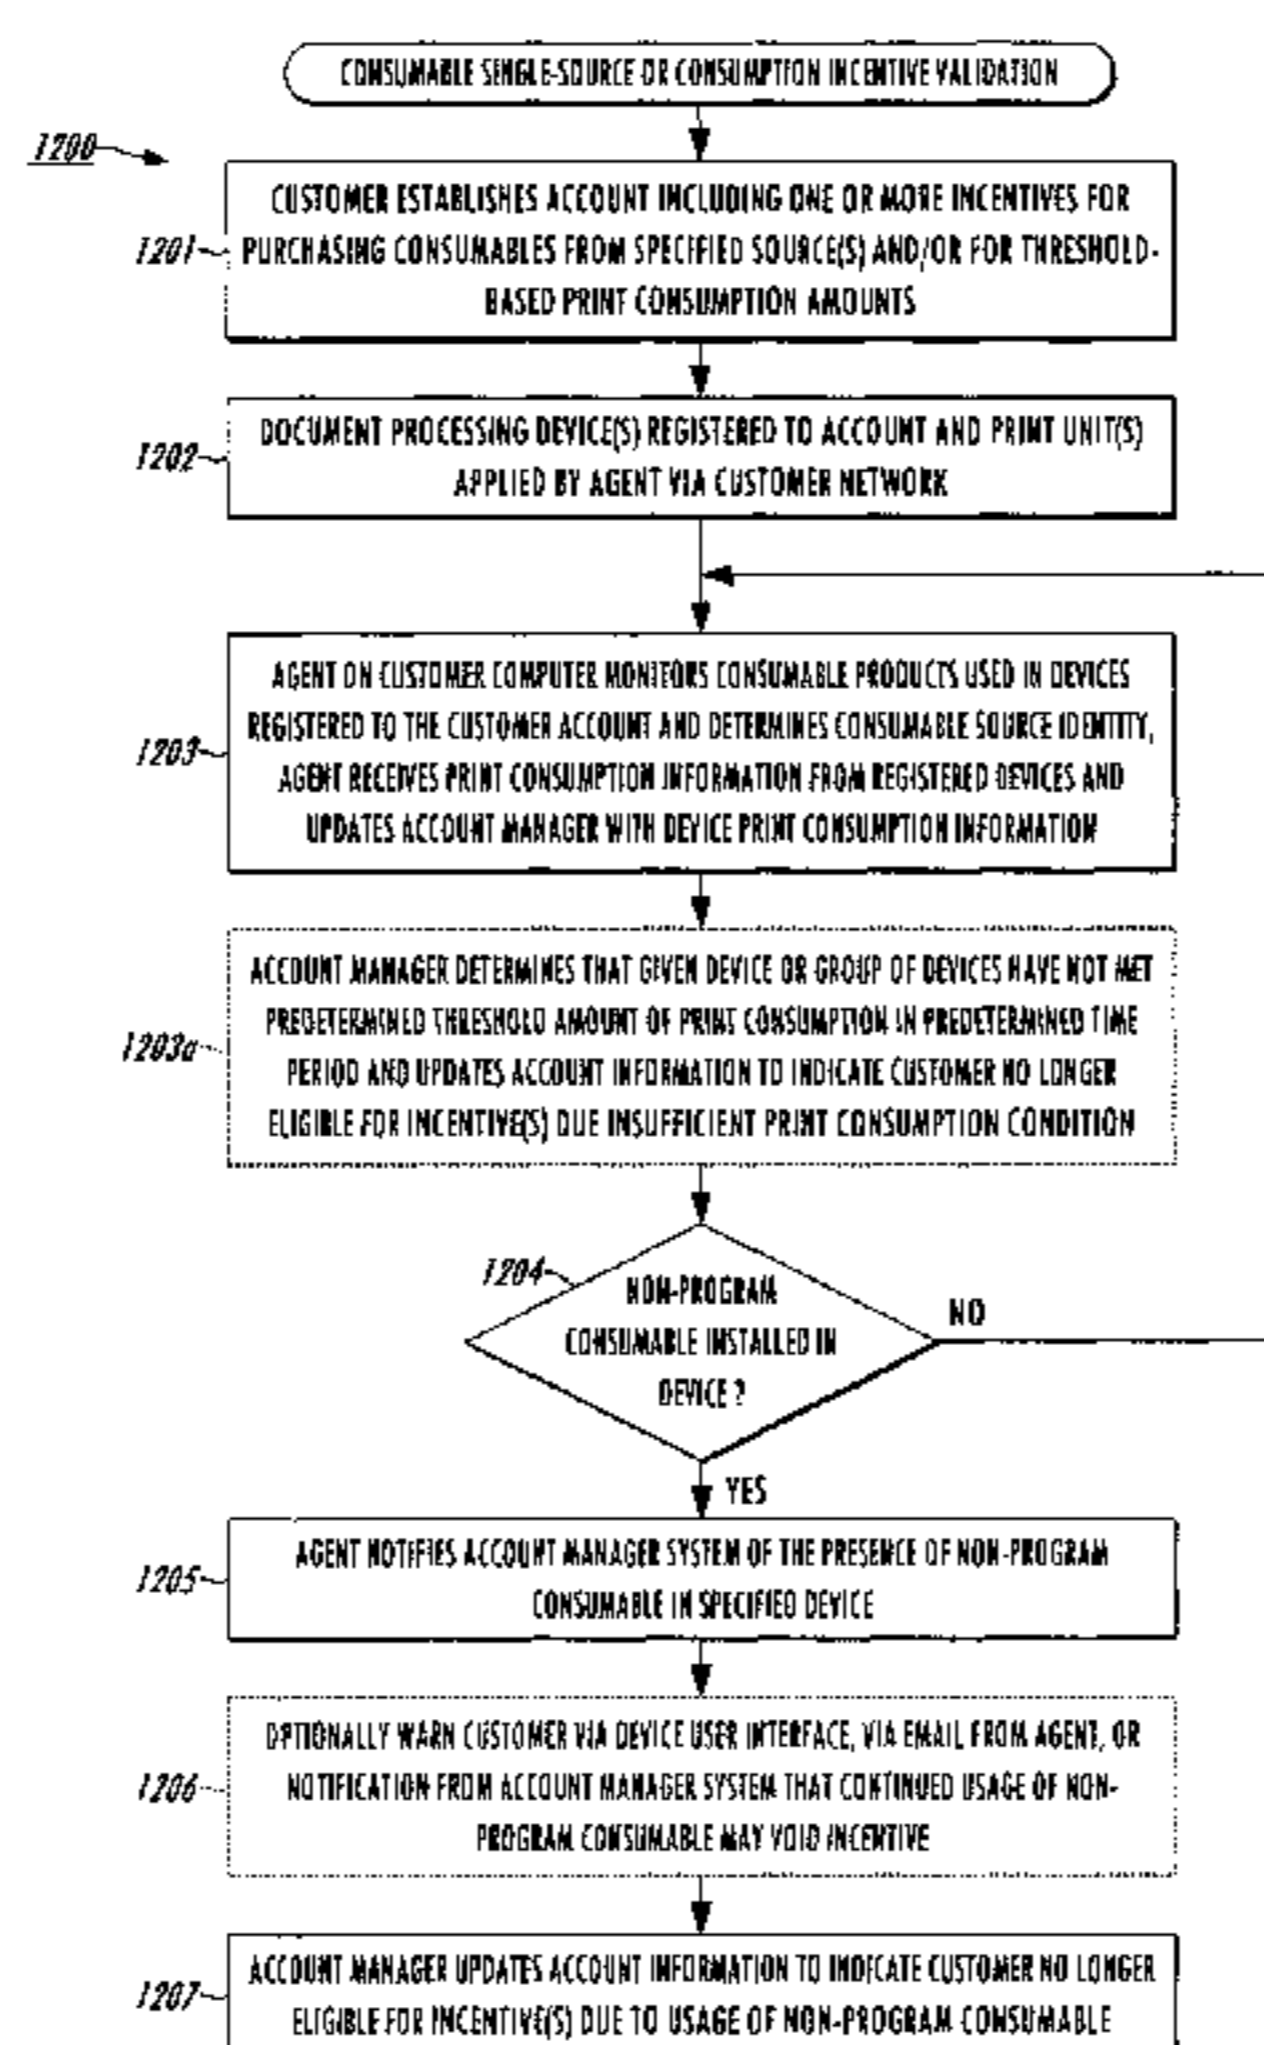 CONSUMABLE SINGLE-SOURCE OR CONSUMPTION INCENTIVE VALIDATION
1200
CUSTOMER ESTABLISHES ACCOUNT INCLUDING ONE OR MORE INCENTIVES FOR
1201
PURCHASING CONSUMABLES FROM SPECIFIED SOURCE(S) AND/OR FOR THRESHOLD-
BASED PRINT CONSUMPTION AMOUNTS
DOCUMENT PROCESSING DEVICE(S) REGISTERED TO ACCOUNT AND PRINT UNIT(S)
1202
APPLIED BY AGENT VIA CUSTOMER NETWORK
AGENT ON CUSTOMER COMPUTER MONITORS CONSUMABLE PRODUCTS USED IN DEVICES
REGISTERED TO THE CUSTOMER ACCOUNT AND DETERMINES CONSUMABLE SOURCE IDENTITY,
1203
AGENT RECEIVES PRINT CONSUMPTION INFORMATION FROM REGISTERED DEVICES AND
UPDATES ACCOUNT MANAGER WITH DEVICE PRINT CONSUMPTION INFORMATION
ACCOUNT MANAGER DETERMINES THAT GIVEN DEVICE OR GROUP OF DEVICES HAVE NOT MET
PREDETERMINED THRESHOLD AMOUNT OF PRINT CONSUMPTION IN PREDETERMINED TIME
1203a
PERIOD AND UPDATES ACCOUNT INFORMATION TO INDICATE CUSTOMER NO LONGER
ELIGIBLE FOR INCENTIVE(S) DUE INSUFFICIENT PRINT CONSUMPTION CONDITION
1204
NON-PROGRAM
CONSUMABLE INSTALLED IN
DEVICE ?
NO
YES
AGENT NOTIFIES ACCOUNT MANAGER SYSTEM OF THE PRESENCE OF NON-PROGRAM
1205
CONSUMABLE IN SPECIFIED DEVICE
OPTIONALLY WARN CUSTOMER VIA DEVICE USER INTERFACE, VIA EMAIL FROM AGENT, OR
1206
NOTIFICATION FROM ACCOUNT MANAGER SYSTEM THAT CONTINUED USAGE OF NON-
PROGRAM CONSUMABLE MAY VOID INCENTIVE
ACCOUNT MANAGER UPDATES ACCOUNT INFORMATION TO INDICATE CUSTOMER NO LONGER
1207
ELIGIBLE FOR INCENTIVE(S) DUE TO USAGE OF NON-PROGRAM CONSUMABLE